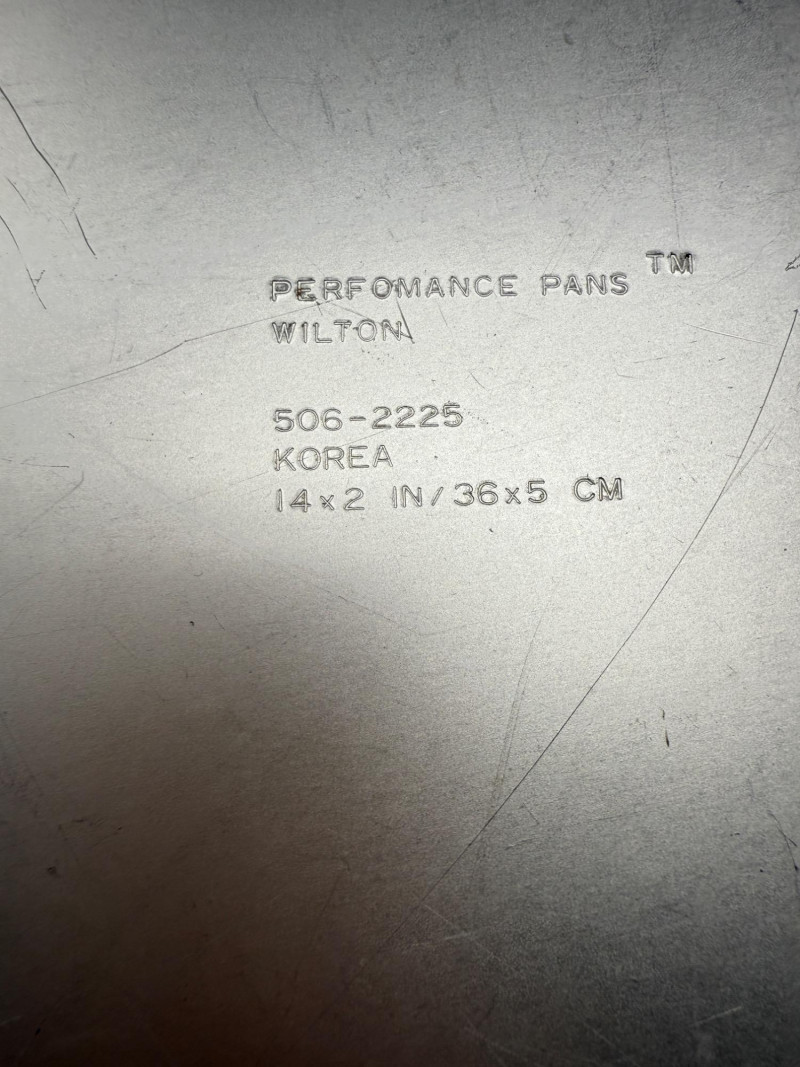 PERFOMANCE PANS TM
WILTON
506-2225
KOREA
14x2 IN/36x5 CM